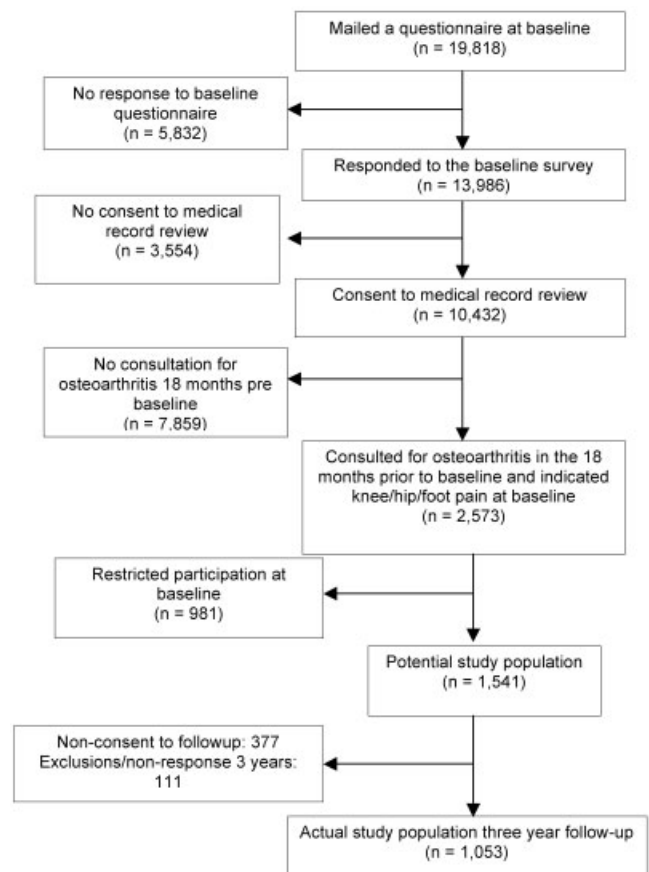 Mailed a questionnaire at baseline
(n = 19,818)
No response to baseline
questionnaire
(n = 5,832)
Responded to the baseline survey
(n = 13,986)
No consent to medical
record review
(n = 3,554)
Consent to medical record review
(n = 10,432)
No consultation for
osteoarthritis 18 months pre
baseline
(n = 7,859)
Consulted for osteoarthritis in the 18
months prior to baseline and indicated
knee/hip/foot pain at baseline
(n = 2,573)
Restricted participation at
baseline
(n = 981)
Potential study population
(n = 1,541)
Non-consent to followup: 377
Exclusions/non-response 3 years:
111
Actual study population three year follow-up
(n = 1,053)